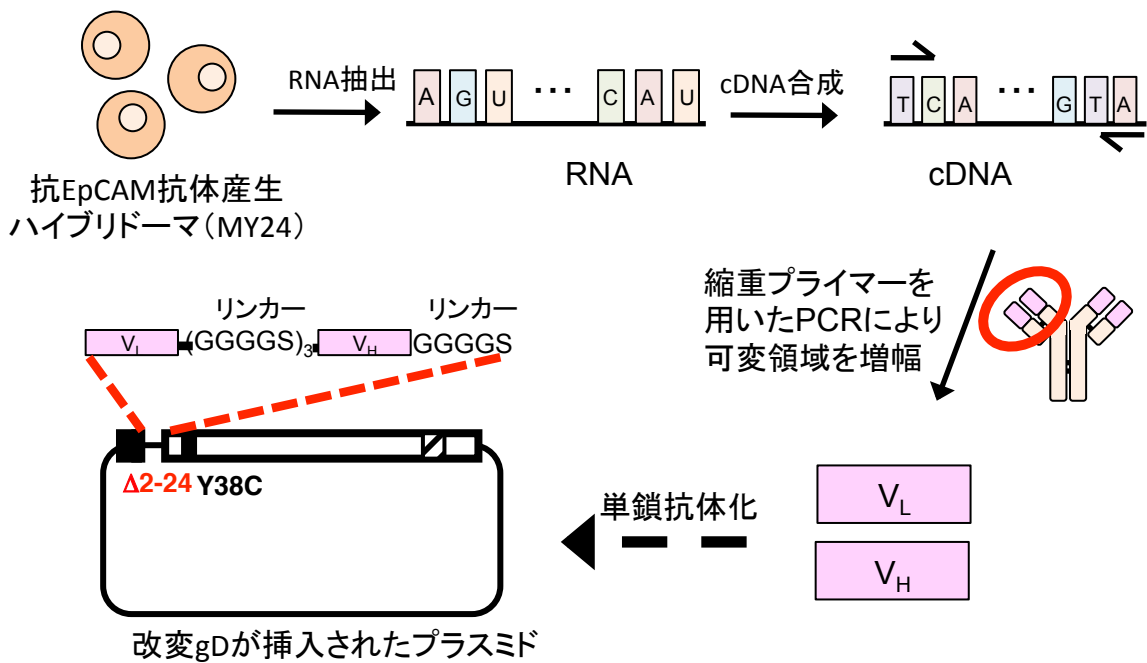 RNA抽出
A G U ・・・ C A U
RNA
cDNA合成
T C A ・・・ G T A
cDNA
抗EpCAM抗体産生
ハイブリドーマ（MY24）
縮重プライマーを
用いたPCRにより
可変領域を増幅
リンカー リンカー
VL (GGGGS)3 VH GGGGS
Δ2-24 Y38C
単鎖抗体化
VL
VH
改変gDが挿入されたプラスミド